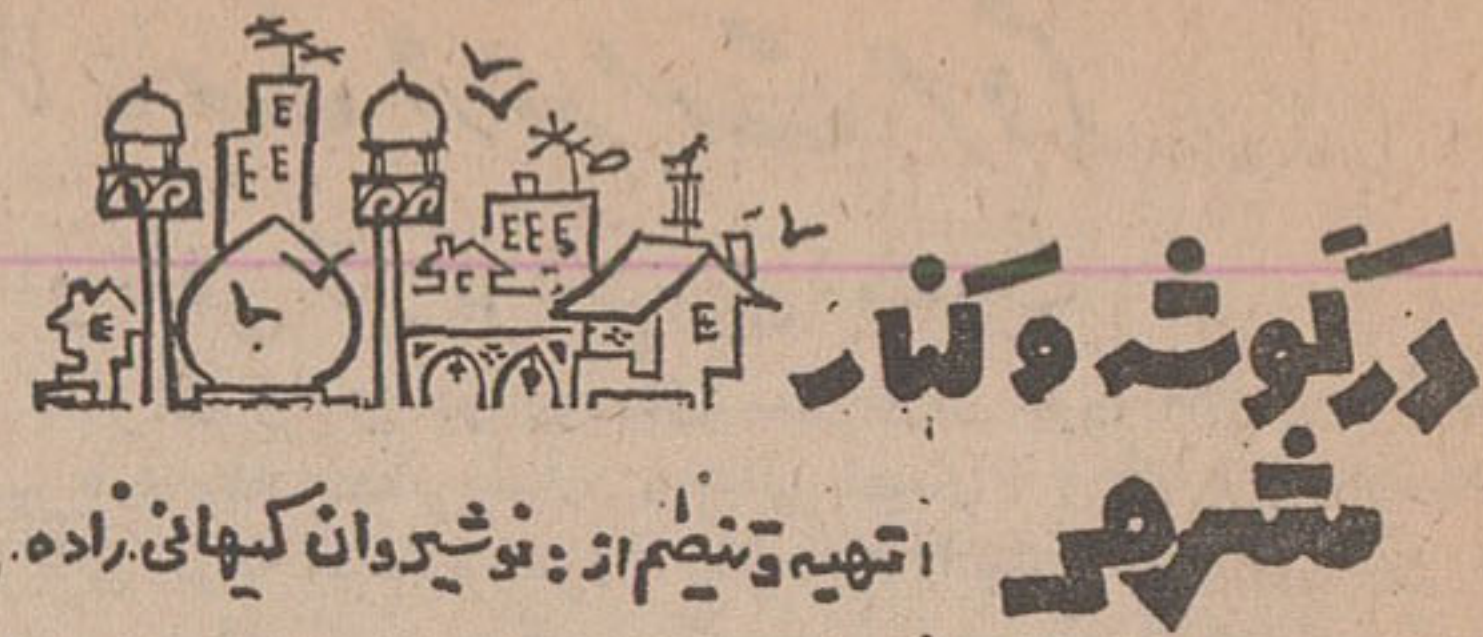 در گوشه و کنار
شهر
تهیه و تنظیم از : نوشیروان کیهانی زاده.